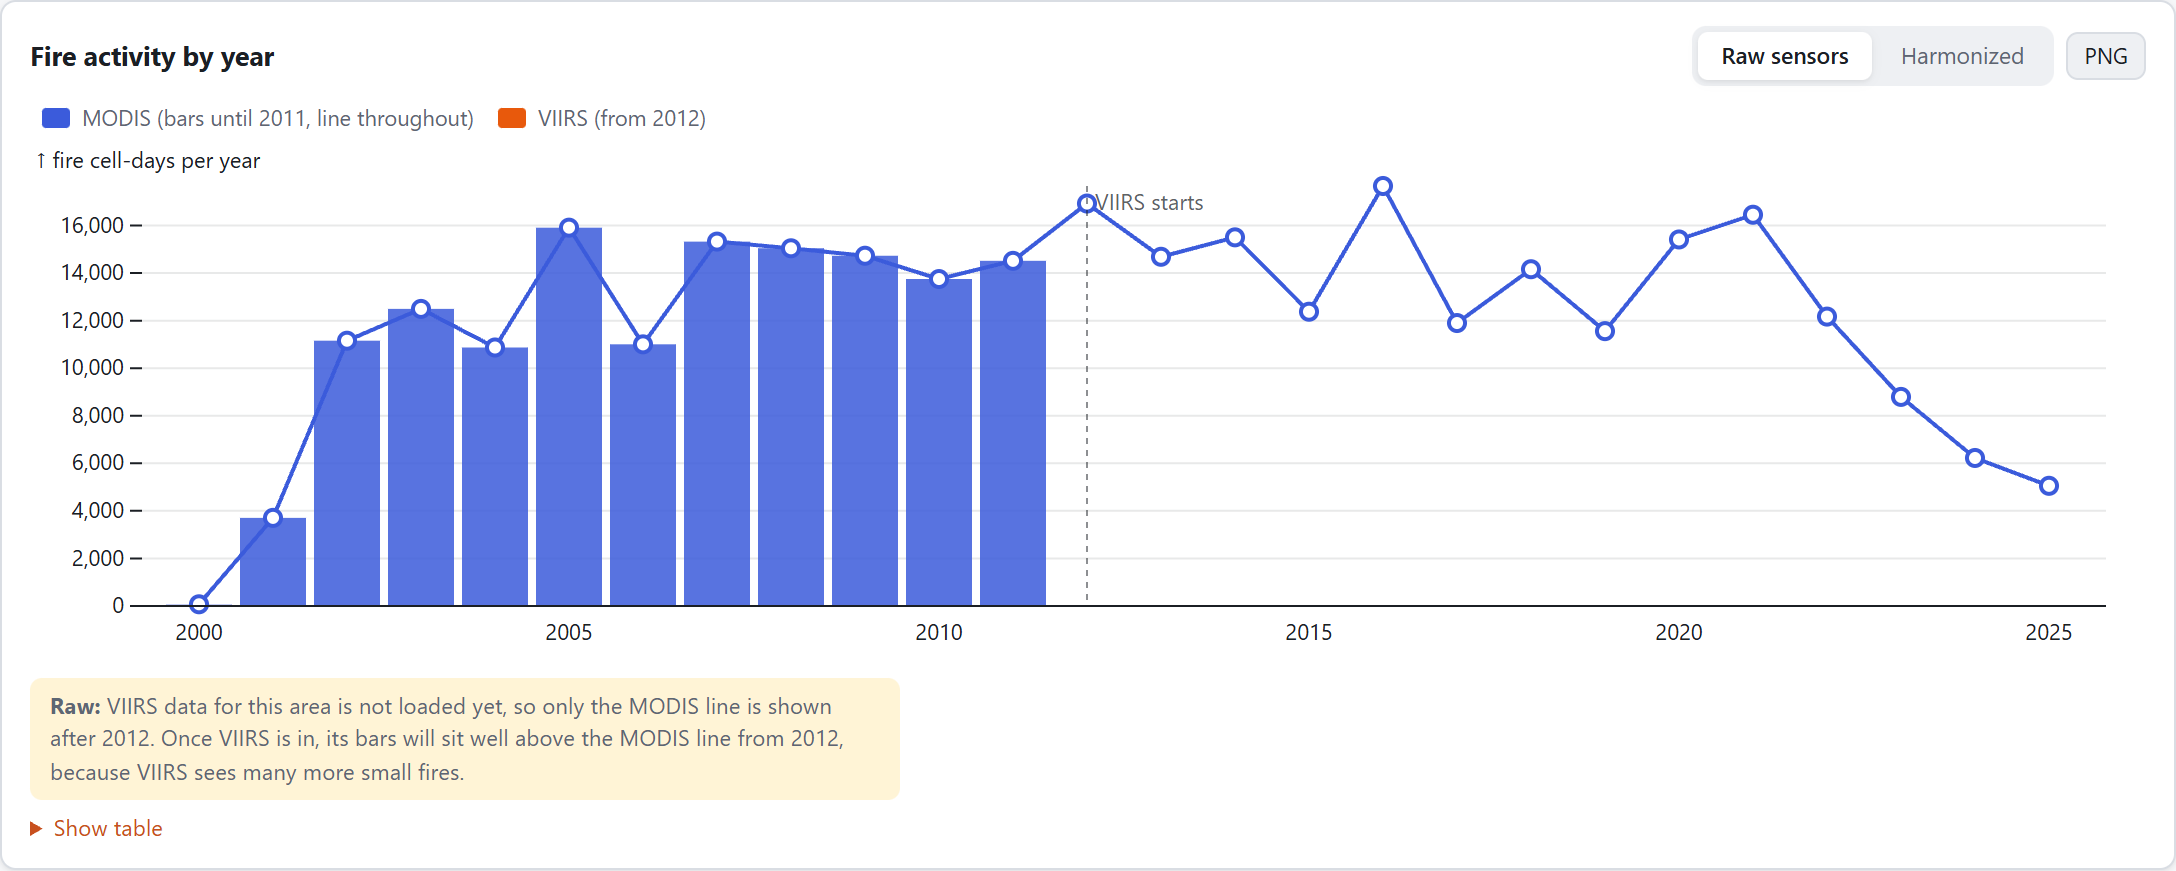 Fire activity by year
Raw sensors
Harmonized
PNG
MODIS (bars until 2011, line throughout)
VIIRS (from 2012)
↑ fire cell-days per year
VIIRS starts
16,000
14,000
12,000
10,000
8,000
6,000
4,000
2,000
0
2000
2005
2010
2015
2020
2025
Raw: VIIRS data for this area is not loaded yet, so only the MODIS line is shown
after 2012. Once VIIRS is in, its bars will sit well above the MODIS line from 2012,
because VIIRS sees many more small fires.
Show table